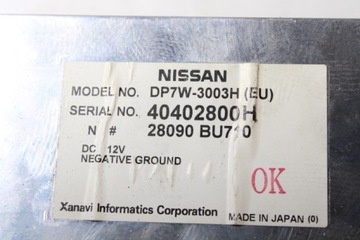 NISSAN
MODEL NO. DP7W-3003H (EU)
SERIAL NO. 40402800H
N # 28090 BU710
DC 12V
NEGATIVE GROUND
OK
Xanavi Informatics Corporation MADE IN JAPAN (0)